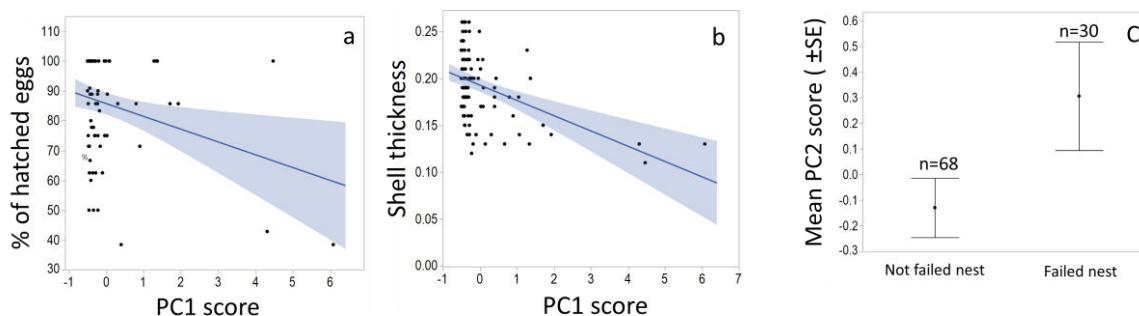 a
% of hatched eggs
100
90
80
70
60
50
40
30
%
-1 0 1 2 3 4 5 6
PC1 score
b
Shell thickness
0.25
0.20
0.15
0.10
0.05
0.00
-1 0 1 2 3 4 5 6 7
PC1 score
C
Mean PC2 score ( ±SE)
0.6
0.5
0.4
0.3
0.2
0.1
0.0
-0.1
-0.2
-0.3
n=68
n=30
Not failed nest
Failed nest